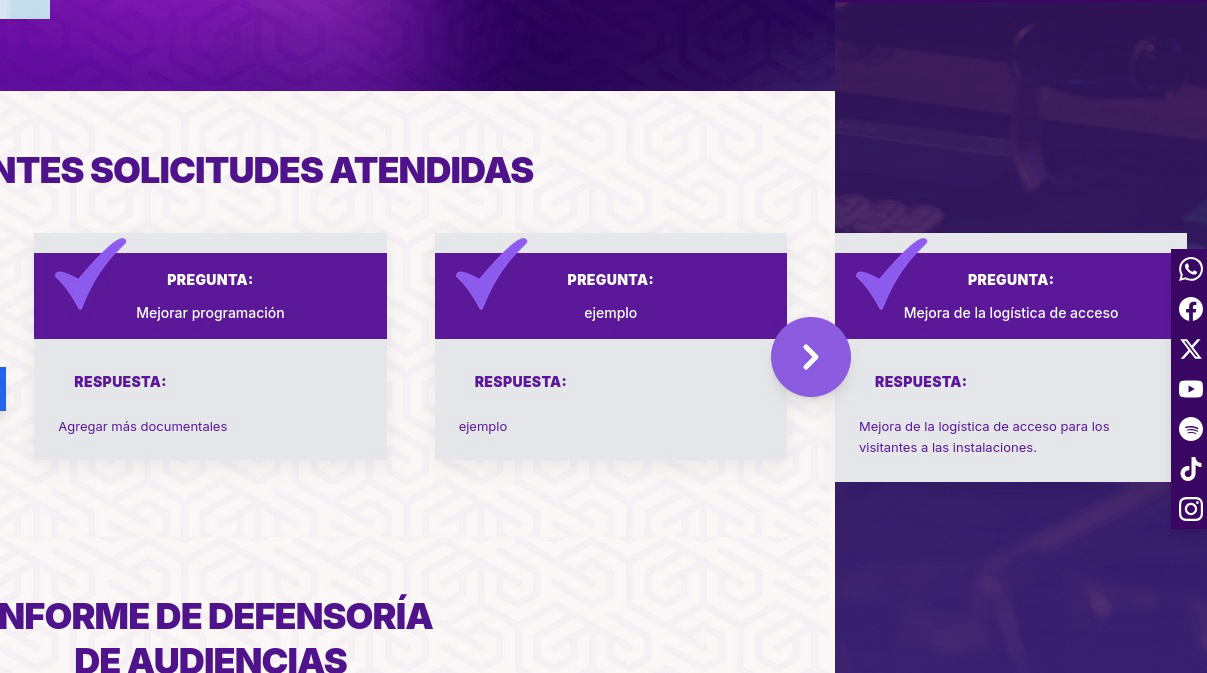 NTES SOLICITUDES ATENDIDAS
PREGUNTA:
Mejorar programación
RESPUESTA:
Agregar más documentales
PREGUNTA:
ejemplo
RESPUESTA:
ejemplo
PREGUNTA:
Mejora de la logística de acceso
RESPUESTA:
Mejora de la logística de acceso para los
visitantes a las instalaciones.
NFORME DE DEFENSORÍA
DE AUDIENCIAS